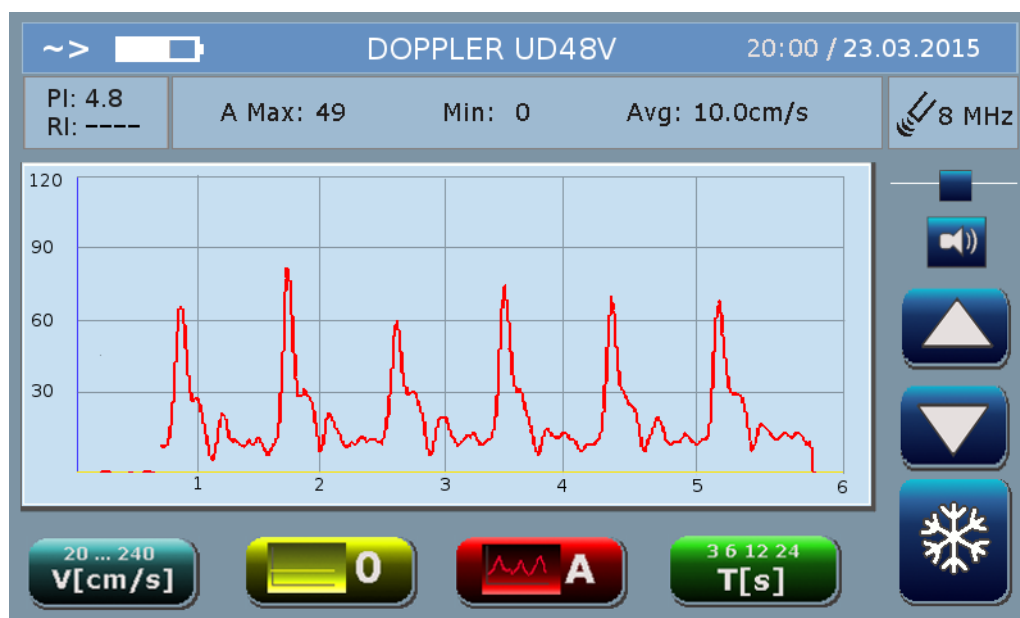 ~> DOPPLER UD48V 20:00 / 23.03.2015
PI: 4.8
RI: ----
A Max: 49 Min: 0 Avg: 10.0cm/s
8 MHz
120
90
60
30
1 2 3 4 5 6
20 ... 240
V[cm/s]
0
A
3 6 12 24
T[s]